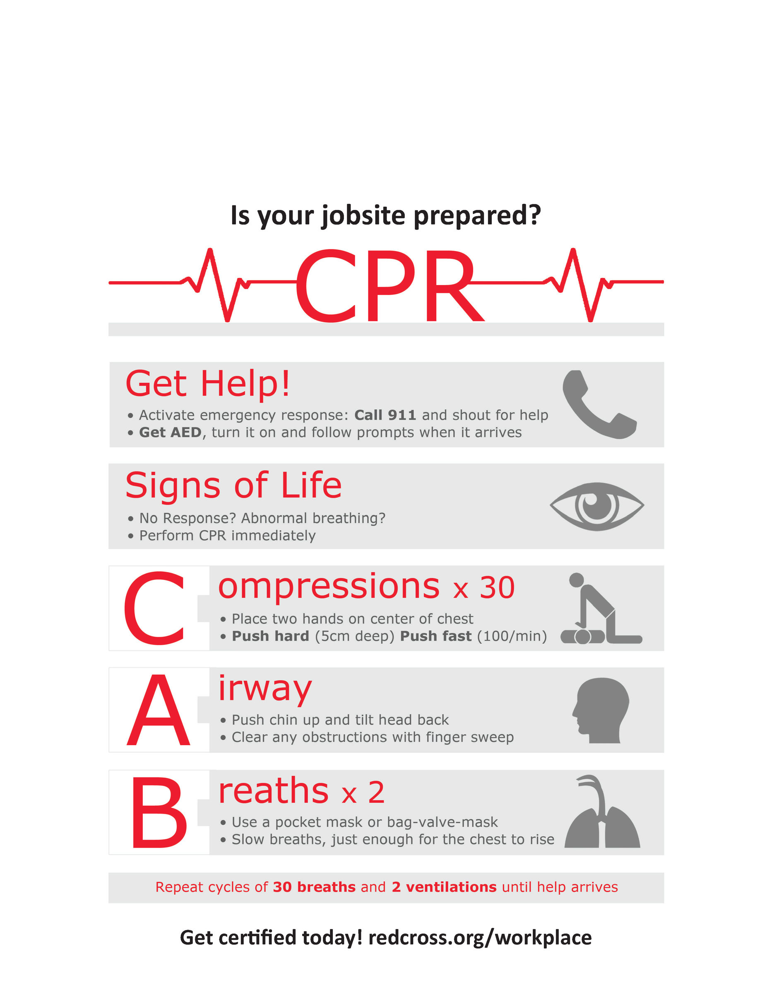 Is your jobsite prepared?
CPR
Get Help!
• Activate emergency response: Call 911 and shout for help
• Get AED, turn it on and follow prompts when it arrives
Signs of Life
• No Response? Abnormal breathing?
• Perform CPR immediately
Compressions x 30
• Place two hands on center of chest
• Push hard (5cm deep) Push fast (100/min)
Airway
• Push chin up and tilt head back
• Clear any obstructions with finger sweep
Breaths x 2
• Use a pocket mask or bag-valve-mask
• Slow breaths, just enough for the chest to rise
Repeat cycles of 30 breaths and 2 ventilations until help arrives
Get certified today! redcross.org/workplace